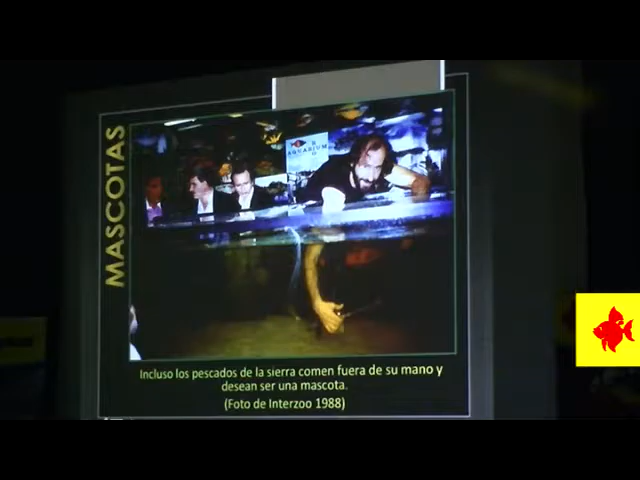 MASCOTAS
AQUARIUM
Incluso los pescados de la sierra comen fuera de su mano y
desean ser una mascota.
(Foto de Interzoo 1988)